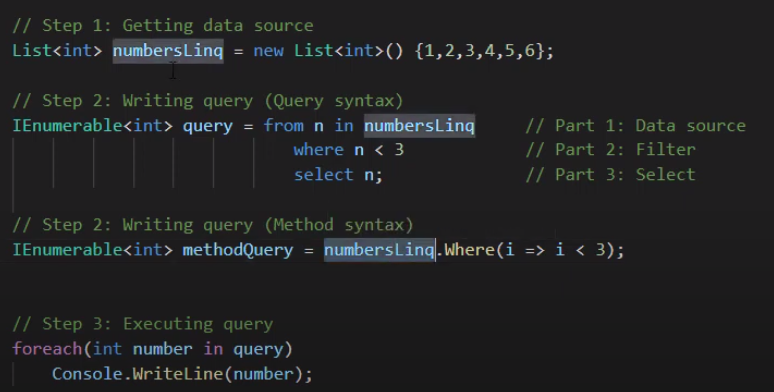 // Step 1: Getting data source
List<int> numbersLinq = new List<int>() {1,2,3,4,5,6};
// Step 2: Writing query (Query syntax)
IEnumerable<int> query = from n in numbersLinq // Part 1: Data source
where n < 3 // Part 2: Filter
select n; // Part 3: Select
// Step 2: Writing query (Method syntax)
IEnumerable<int> methodQuery = numbersLinq.Where(i => i < 3);
// Step 3: Executing query
foreach(int number in query)
Console.WriteLine(number);